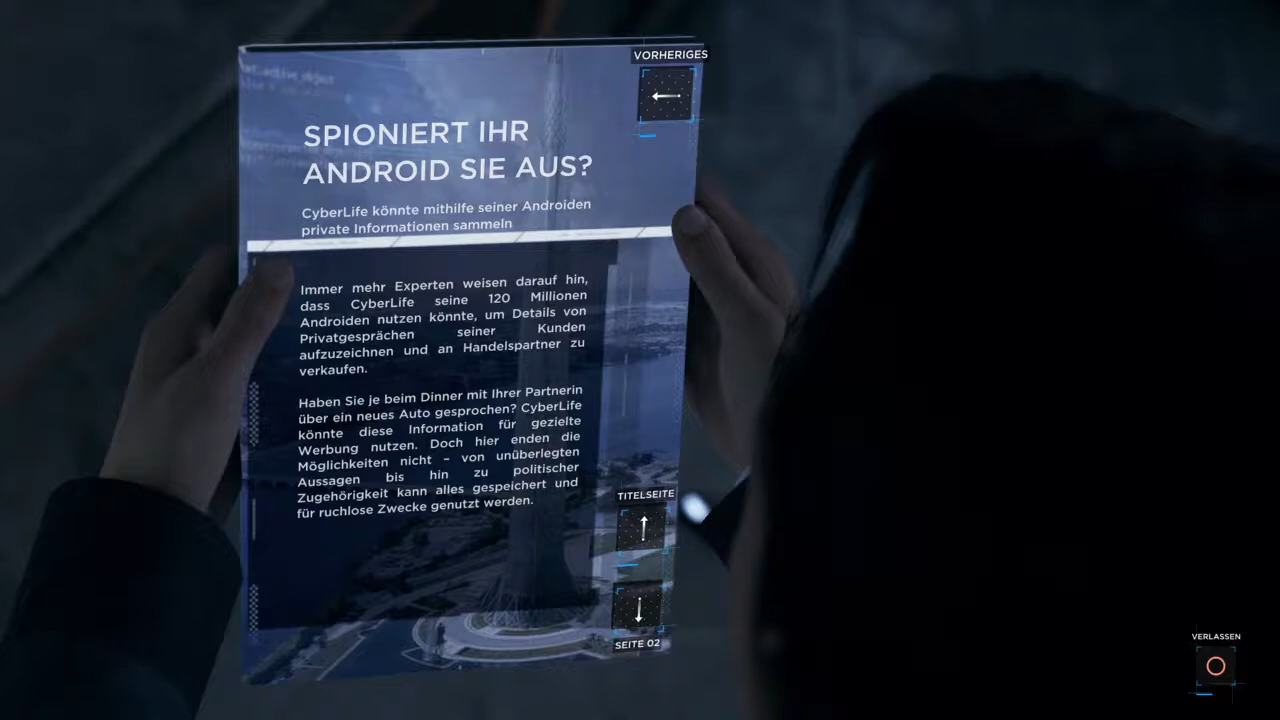 VORHERIGES
SPIONIERT IHR
ANDROID SIE AUS?
CyberLife könnte mithilfe seiner Androiden
private Informationen sammeln
Immer mehr Experten weisen darauf hin,
dass CyberLife seine 120 Millionen
Androiden nutzen könnte, um Details von
Privatgesprächen seiner Kunden
aufzuzeichnen und an Handelspartner zu
verkaufen.
Haben Sie je beim Dinner mit Ihrer Partnerin
über ein neues Auto gesprochen? CyberLife
könnte diese Information für gezielte
Werbung nutzen. Doch hier enden die
Möglichkeiten nicht – von unüberlegten
Aussagen bis hin zu politischer
Zugehörigkeit kann alles gespeichert und
für ruchlose Zwecke genutzt werden.
TITELSEITE
SEITE 02
VERLASSEN